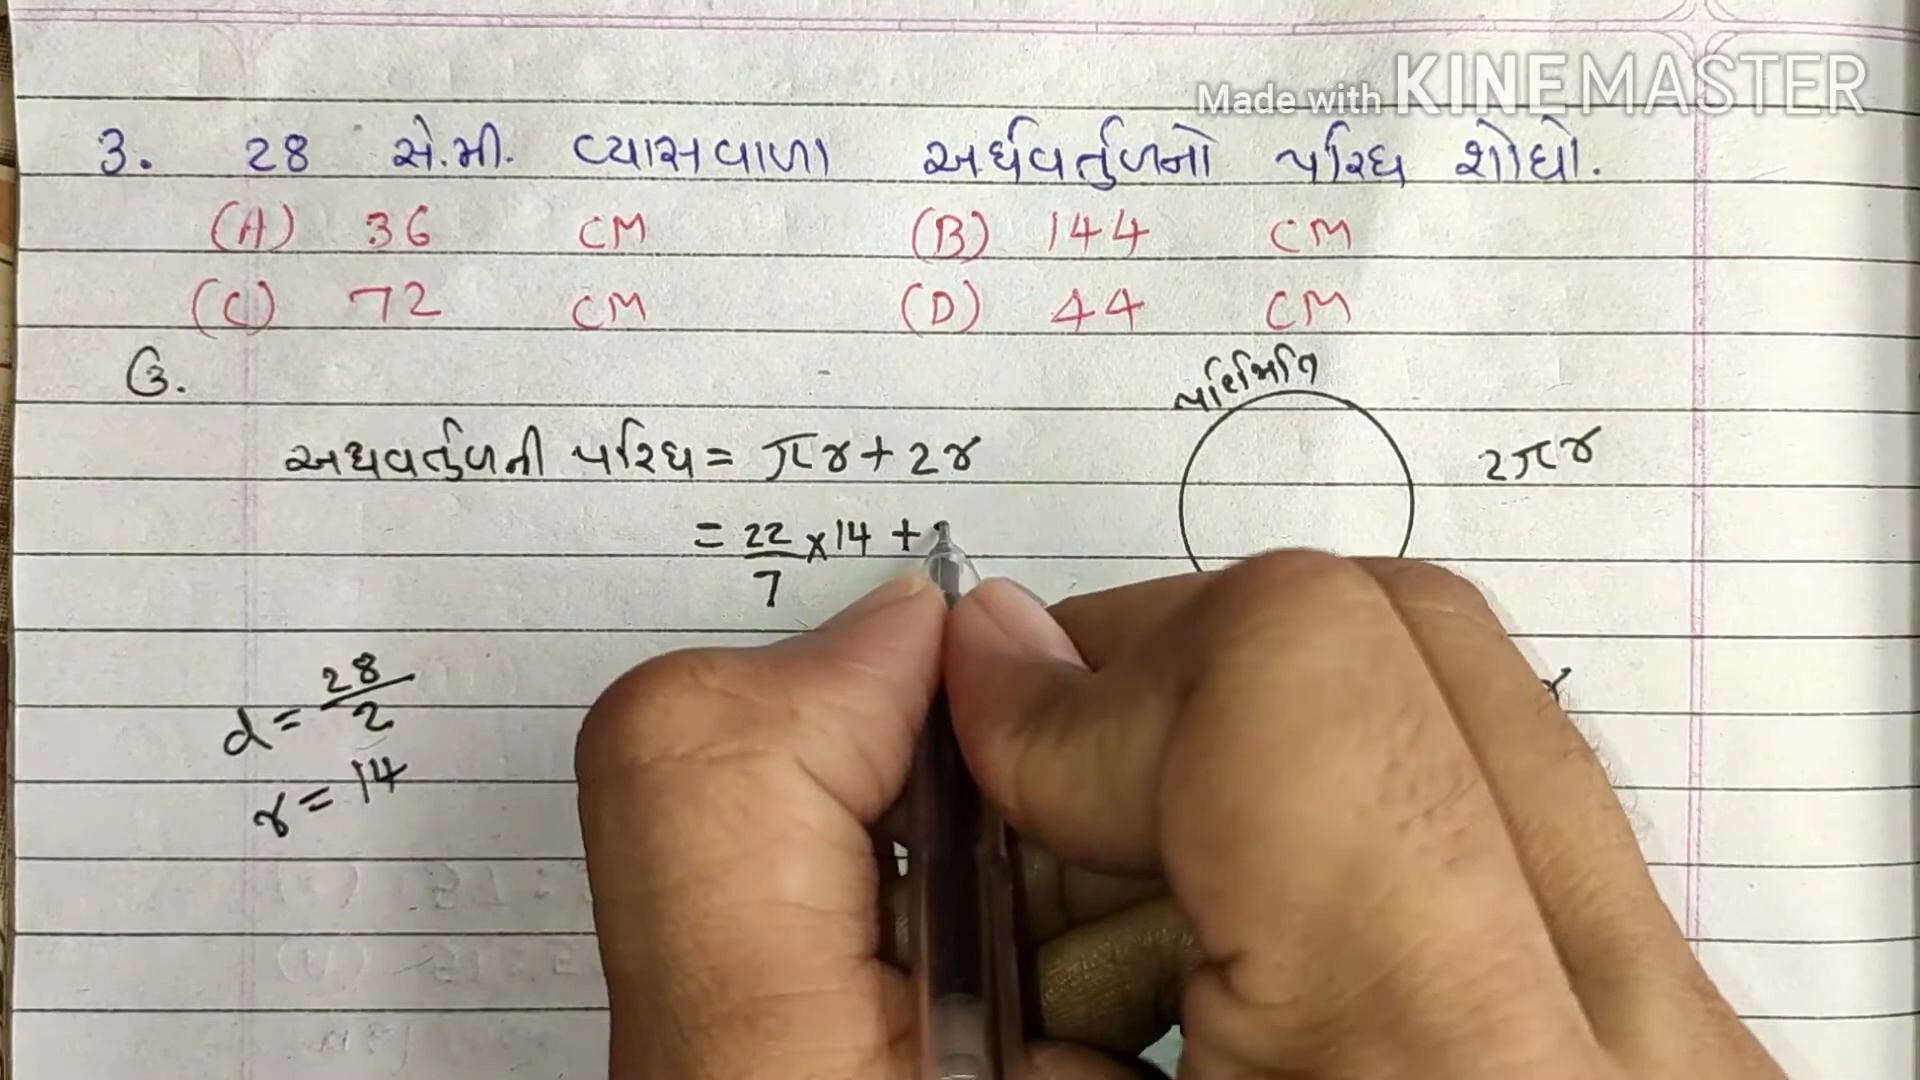 Made with KINEMASTER
૩. 28 સે.મી. વ્યાસવાળા અર્ધવર્તુળનો પરિઘ શોધો.
(A) 36 CM (B) 144 CM
(C) 72 CM (D) 44 CM
ઉ.
પરિમિતિ
અધવર્તુળની પરિઘ = πr + 2r
2πr
= 22/7 × 14 +
d = 28/2
r = 14